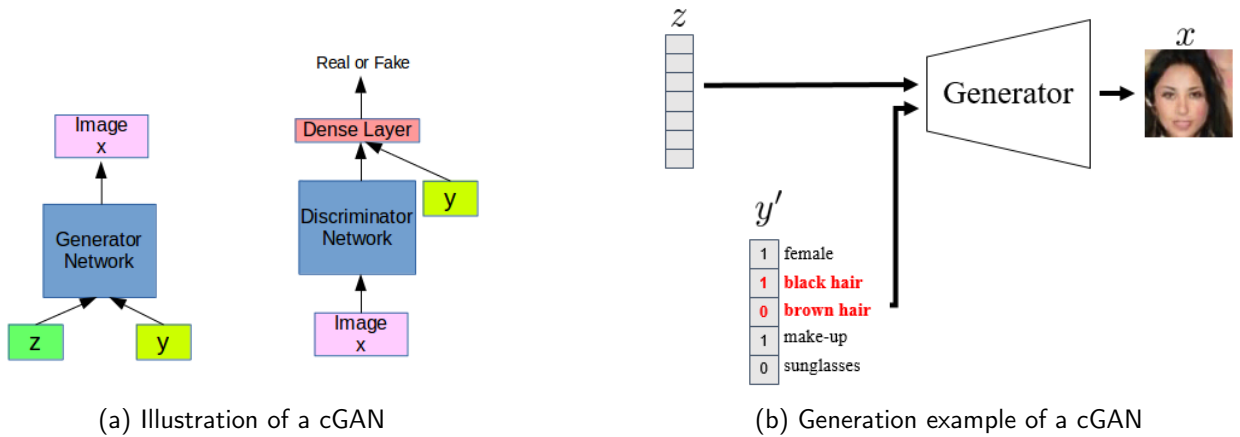 Real or Fake
Image
x
Dense Layer
y
Generator
Network
Discriminator
Network
z
y
Image
x
(a) Illustration of a cGAN
z
Generator
x
y′
1 female
1 black hair
0 brown hair
1 make-up
0 sunglasses
(b) Generation example of a cGAN